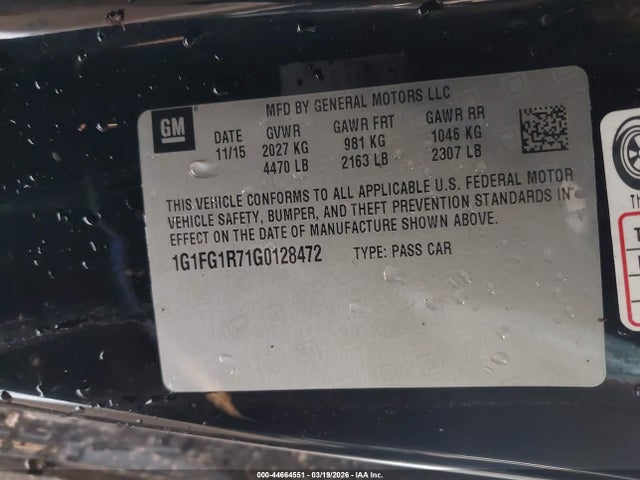 MFD BY GENERAL MOTORS LLC
GM
DATE GVWR GAWR FRT GAWR RR
11/15 2027 KG 981 KG 1046 KG
4470 LB 2163 LB 2307 LB
THIS VEHICLE CONFORMS TO ALL APPLICABLE U.S. FEDERAL MOTOR
VEHICLE SAFETY, BUMPER, AND THEFT PREVENTION STANDARDS IN
EFFECT ON THE DATE OF MANUFACTURE SHOWN ABOVE.
1G1FG1R71G0128472 TYPE: PASS CAR
000-44664551 - 03/19/2026 - IAA Inc.